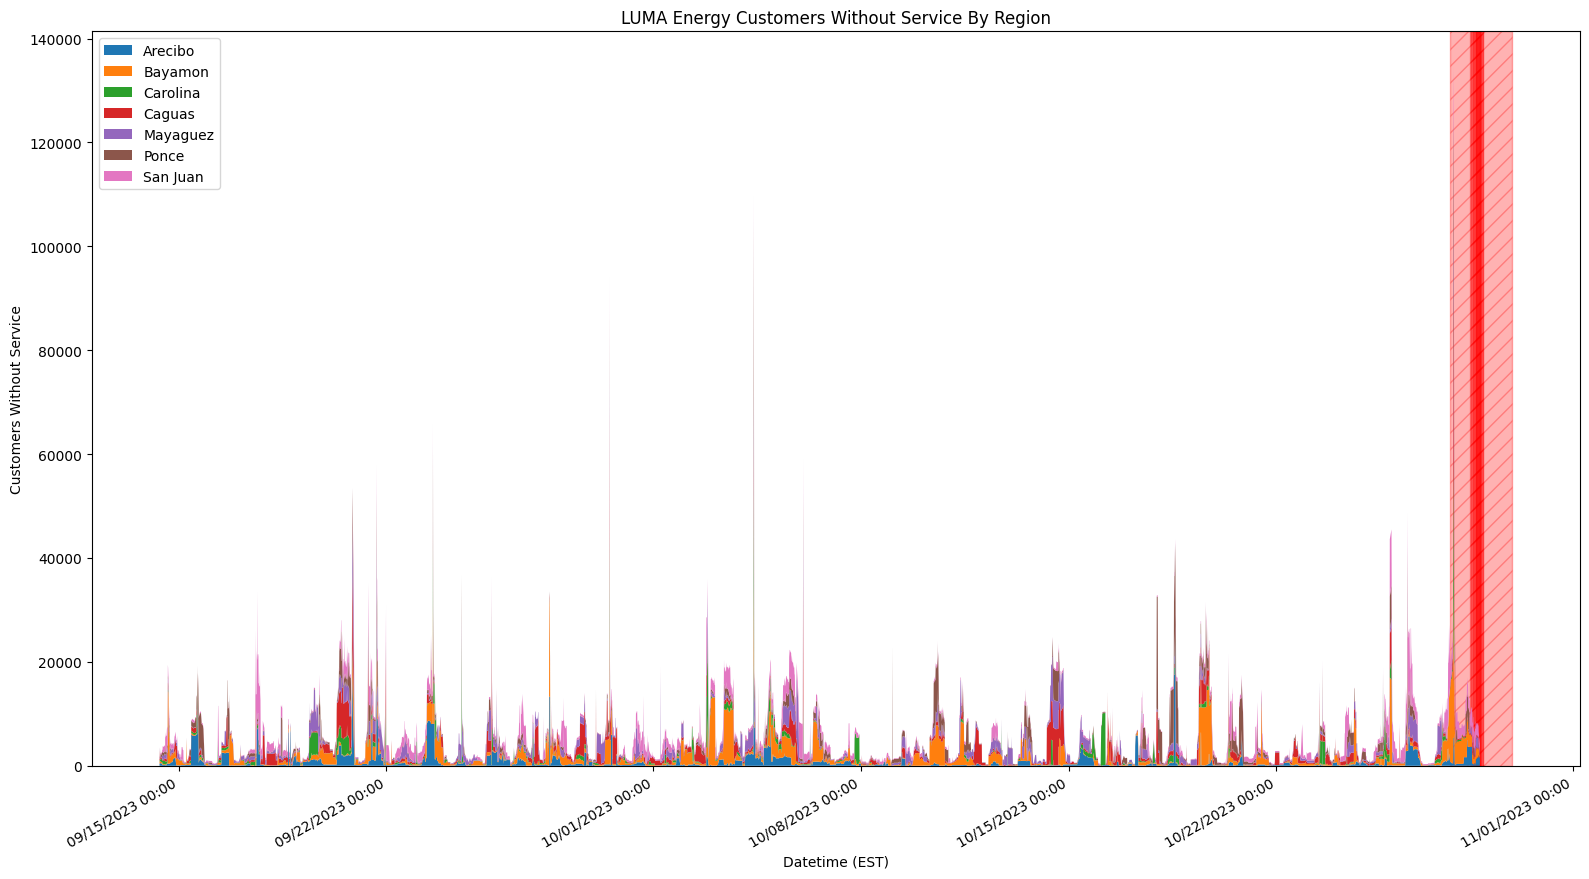 LUMA Energy Customers Without Service By Region
140000
120000
100000
80000
60000
40000
20000
0
Customers Without Service
Arecibo
Bayamon
Carolina
Caguas
Mayaguez
Ponce
San Juan
09/15/2023 00:00
09/22/2023 00:00
10/01/2023 00:00
10/08/2023 00:00
10/15/2023 00:00
10/22/2023 00:00
11/01/2023 00:00
Datetime (EST)